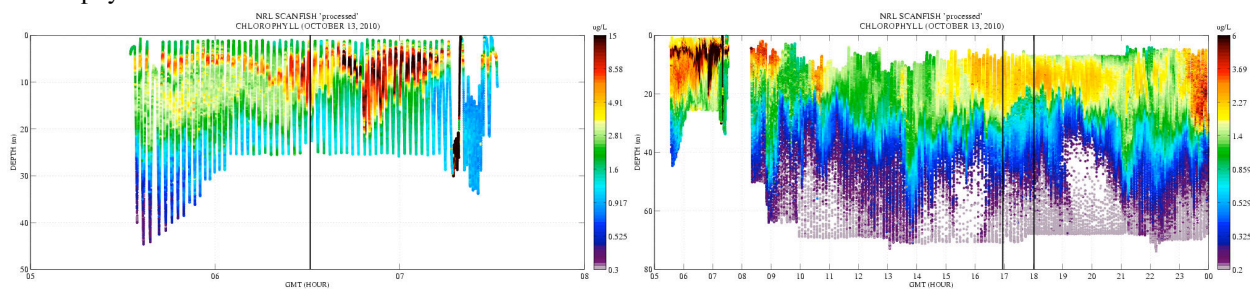 NRL SCANFISH 'processed'
CHLOROPHYLL (OCTOBER 13, 2010)
ug/L
0
10
20
30
40
50
DEPTH (m)
05
06
07
08
GMT (HOUR)
15
8.58
4.91
2.81
1.6
0.917
0.525
0.3
NRL SCANFISH 'processed'
CHLOROPHYLL (OCTOBER 13, 2010)
ug/L
0
20
40
60
80
DEPTH (m)
05 06 07 08 09 10 11 12 13 14 15 16 17 18 19 20 21 22 23 00
GMT (HOUR)
6
3.69
2.27
1.4
0.859
0.529
0.325
0.2